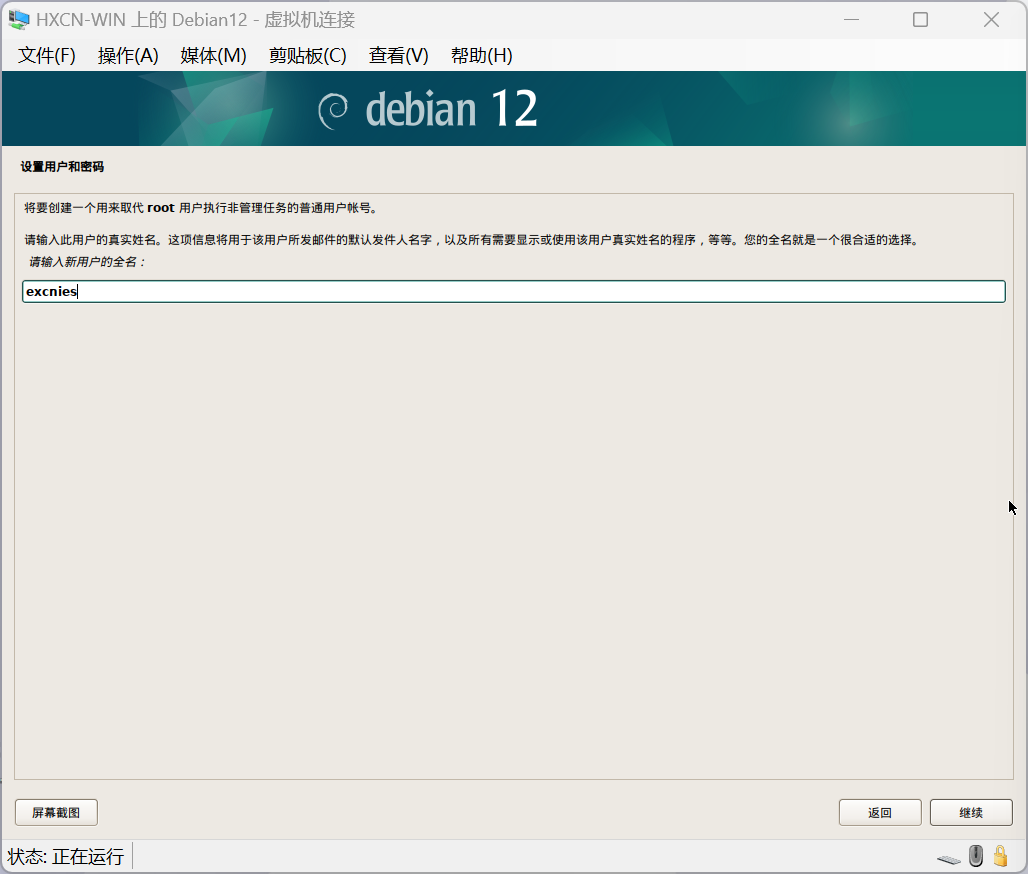 HXCN-WIN 上的 Debian12 - 虚拟机连接
文件(F) 操作(A) 媒体(M) 剪贴板(C) 查看(V) 帮助(H)
debian 12
设置用户和密码
将要创建一个用来取代 root 用户执行非管理任务的普通用户帐号。
请输入此用户的真实姓名。这项信息将用于该用户所发邮件的默认发件人名字，以及所有需要显示或使用该用户真实姓名的程序，等等。您的全名就是一个很合适的选择。
请输入新用户的全名：
excnies
屏幕截图 返回 继续
状态: 正在运行